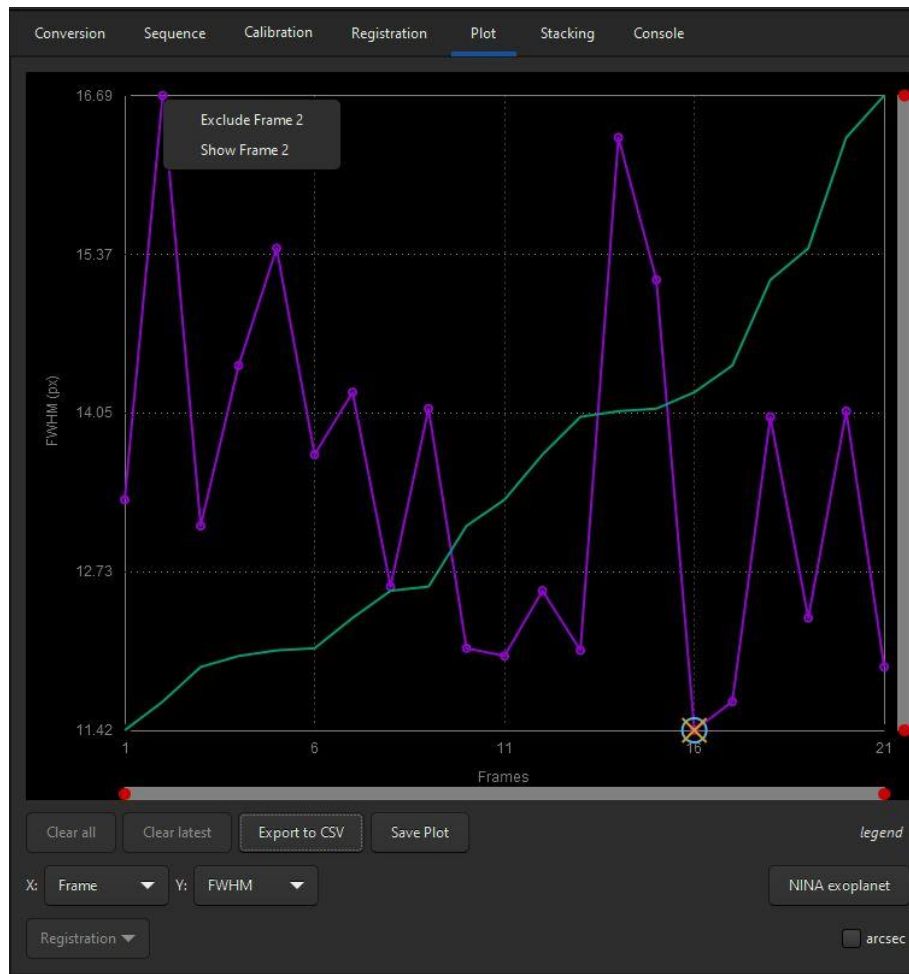 Conversion Sequence Calibration Registration Plot Stacking Console
16.69
Exclude Frame 2
Show Frame 2
15.37
FWHM (px)
14.05
12.73
11.42
1 6 11 16 21
Frames
Clear all Clear latest Export to CSV Save Plot legend
X: Frame Y: FWHM NINA exoplanet
Registration arcsec